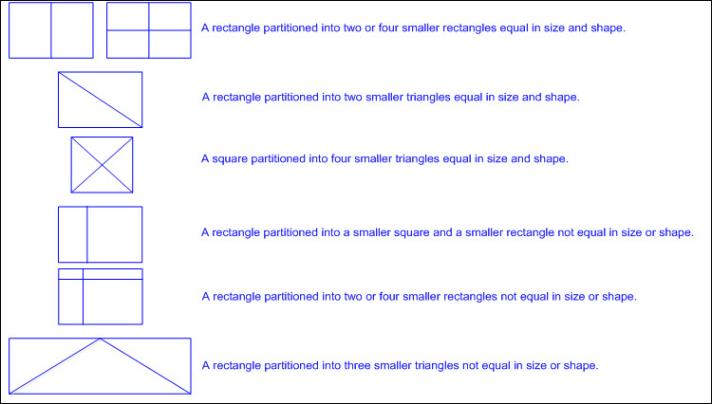 A rectangle partitioned into two or four smaller rectangles equal in size and shape.
A rectangle partitioned into two smaller triangles equal in size and shape.
A square partitioned into four smaller triangles equal in size and shape.
A rectangle partitioned into a smaller square and a smaller rectangle not equal in size or shape.
A rectangle partitioned into two or four smaller rectangles not equal in size or shape.
A rectangle partitioned into three smaller triangles not equal in size or shape.